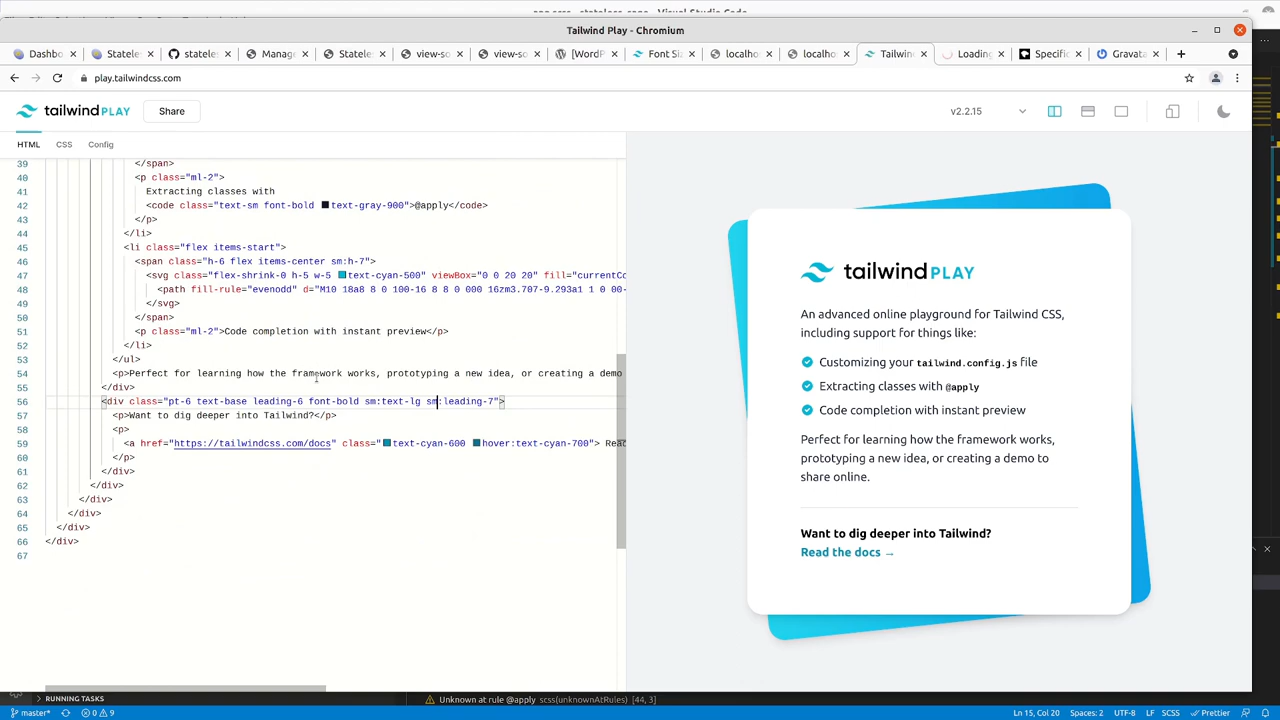 Tailwind Play - Chromium
Dashbo
Stateles
stateles
Manage
Stateles
view-so
view-so
[WordP
Font Siz
localho
localho
Tailwin
Loading
Specific
Gravata
play.tailwindcss.com
tailwindPLAY
Share
v2.2.15
HTML
CSS
Config
39 </span>
40 <p class="ml-2">
41 Extracting classes with
42 <code class="text-sm font-bold text-gray-900">@apply</code>
43 </p>
44 </li>
45 <li class="flex items-start">
46 <span class="h-6 flex items-center sm:h-7">
47 <svg class="flex-shrink-0 h-5 w-5 text-cyan-500" viewBox="0 0 20 20" fill="currentCo
48 <path fill-rule="evenodd" d="M10 18a8 8 0 100-16 8 8 0 000 16zm3.707-9.293a1 1 0 00-
49 </svg>
50 </span>
51 <p class="ml-2">Code completion with instant preview</p>
52 </li>
53 </ul>
54 <p>Perfect for learning how the framework works, prototyping a new idea, or creating a demo
55 </div>
56 <div class="pt-6 text-base leading-6 font-bold sm:text-lg sm:leading-7">
57 <p>Want to dig deeper into Tailwind?</p>
58 <p>
59 <a href="https://tailwindcss.com/docs" class="text-cyan-600 hover:text-cyan-700"> Rea
60 </p>
61 </div>
62 </div>
63 </div>
64 </div>
65 </div>
66 </div>
67
tailwindPLAY
An advanced online playground for Tailwind CSS,
including support for things like:
Customizing your tailwind.config.js file
Extracting classes with @apply
Code completion with instant preview
Perfect for learning how the framework works,
prototyping a new idea, or creating a demo to
share online.
Want to dig deeper into Tailwind?
Read the docs →
RUNNING TASKS
Unknown at rule @apply scss(unknownAtRules) [44, 3]
master*
0 9
Ln 15, Col 20
Spaces: 2
UTF-8
LF
SCSS
Prettier